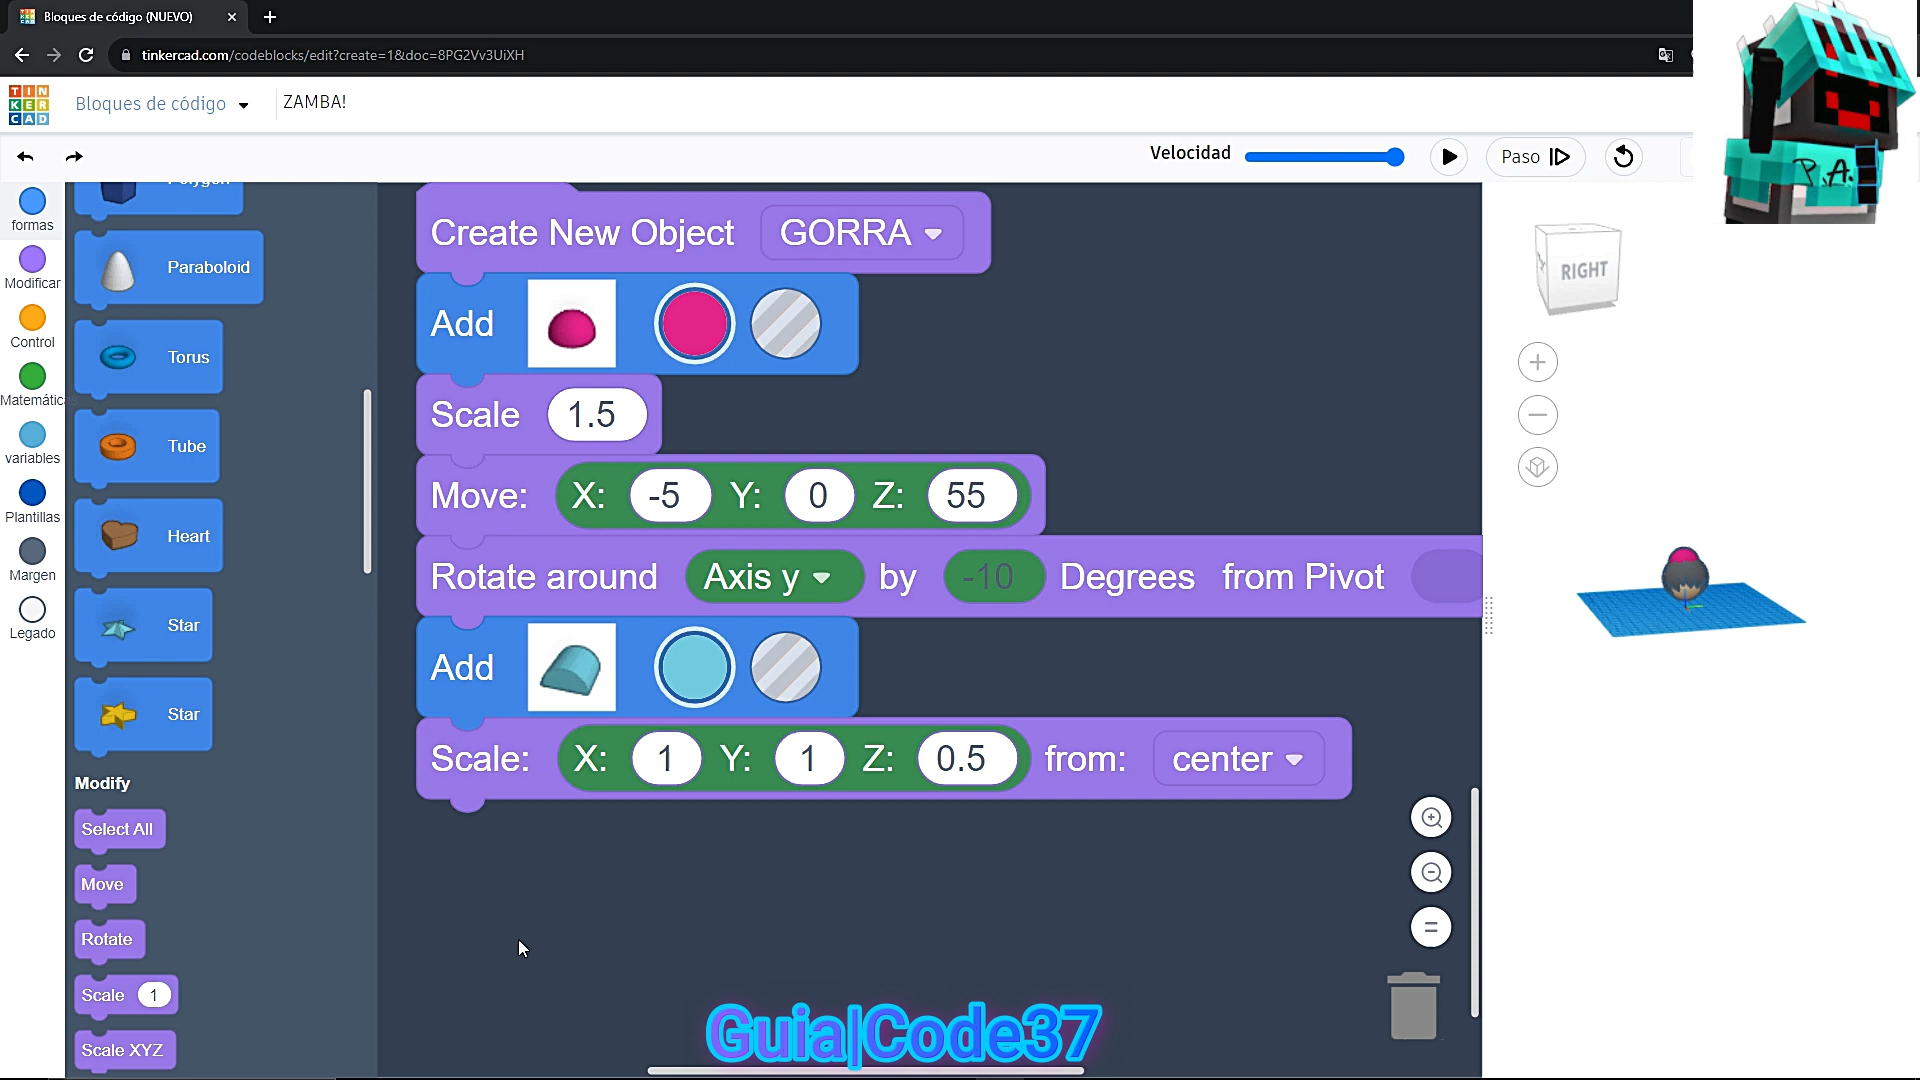 Bloques de código (NUEVO)
tinkercad.com/codeblocks/edit?create=1&doc=8PG2Vv3UiXH
TIN
KER
CAD
Bloques de código
ZAMBA!
Velocidad
Paso
P.A.
formas
Modificar
Control
Matemátic
variables
Plantillas
Margen
Legado
Polygon
Paraboloid
Torus
Tube
Heart
Star
Star
Modify
Select All
Move
Rotate
Scale 1
Scale XYZ
Create New Object GORRA
Add
Scale 1.5
Move: X: -5 Y: 0 Z: 55
Rotate around Axis y by -10 Degrees from Pivot
Add
Scale: X: 1 Y: 1 Z: 0.5 from: center
RIGHT
Guia|Code37